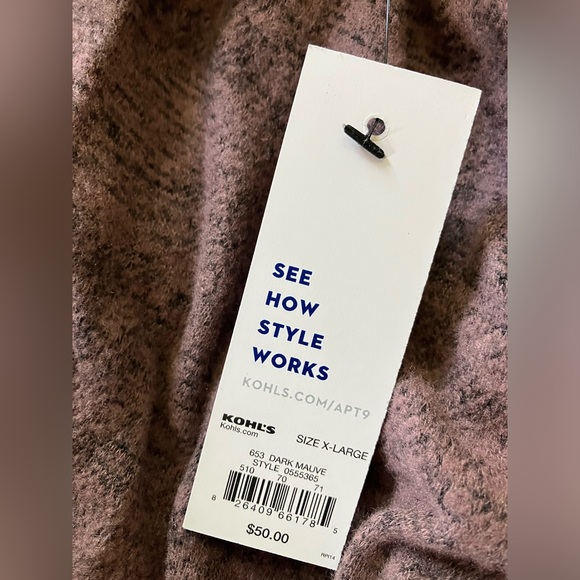 SEE
HOW
STYLE
WORKS
KOHLS.COM/APT9
KOHL'S
Kohls.com
SIZE X-LARGE
653 DARK MAUVE
STYLE 0555365
510 70 71
8 26409 66178 5
$50.00
RPI14